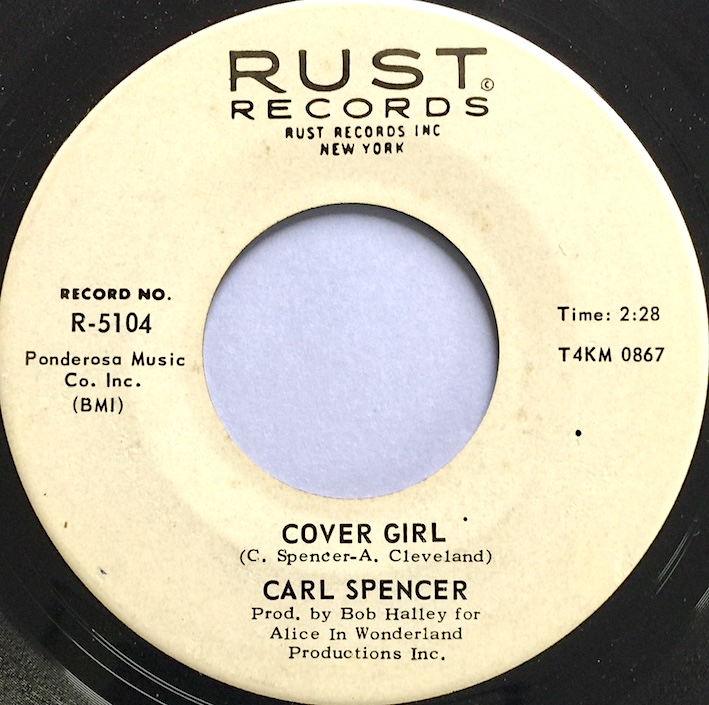 RUST ©
RECORDS
RUST RECORDS INC
NEW YORK
RECORD NO.
R-5104
Ponderosa Music
Co. Inc.
(BMI)
Time: 2:28
T4KM 0867
COVER GIRL
(C. Spencer-A. Cleveland)
CARL SPENCER
Prod. by Bob Halley for
Alice In Wonderland
Productions Inc.